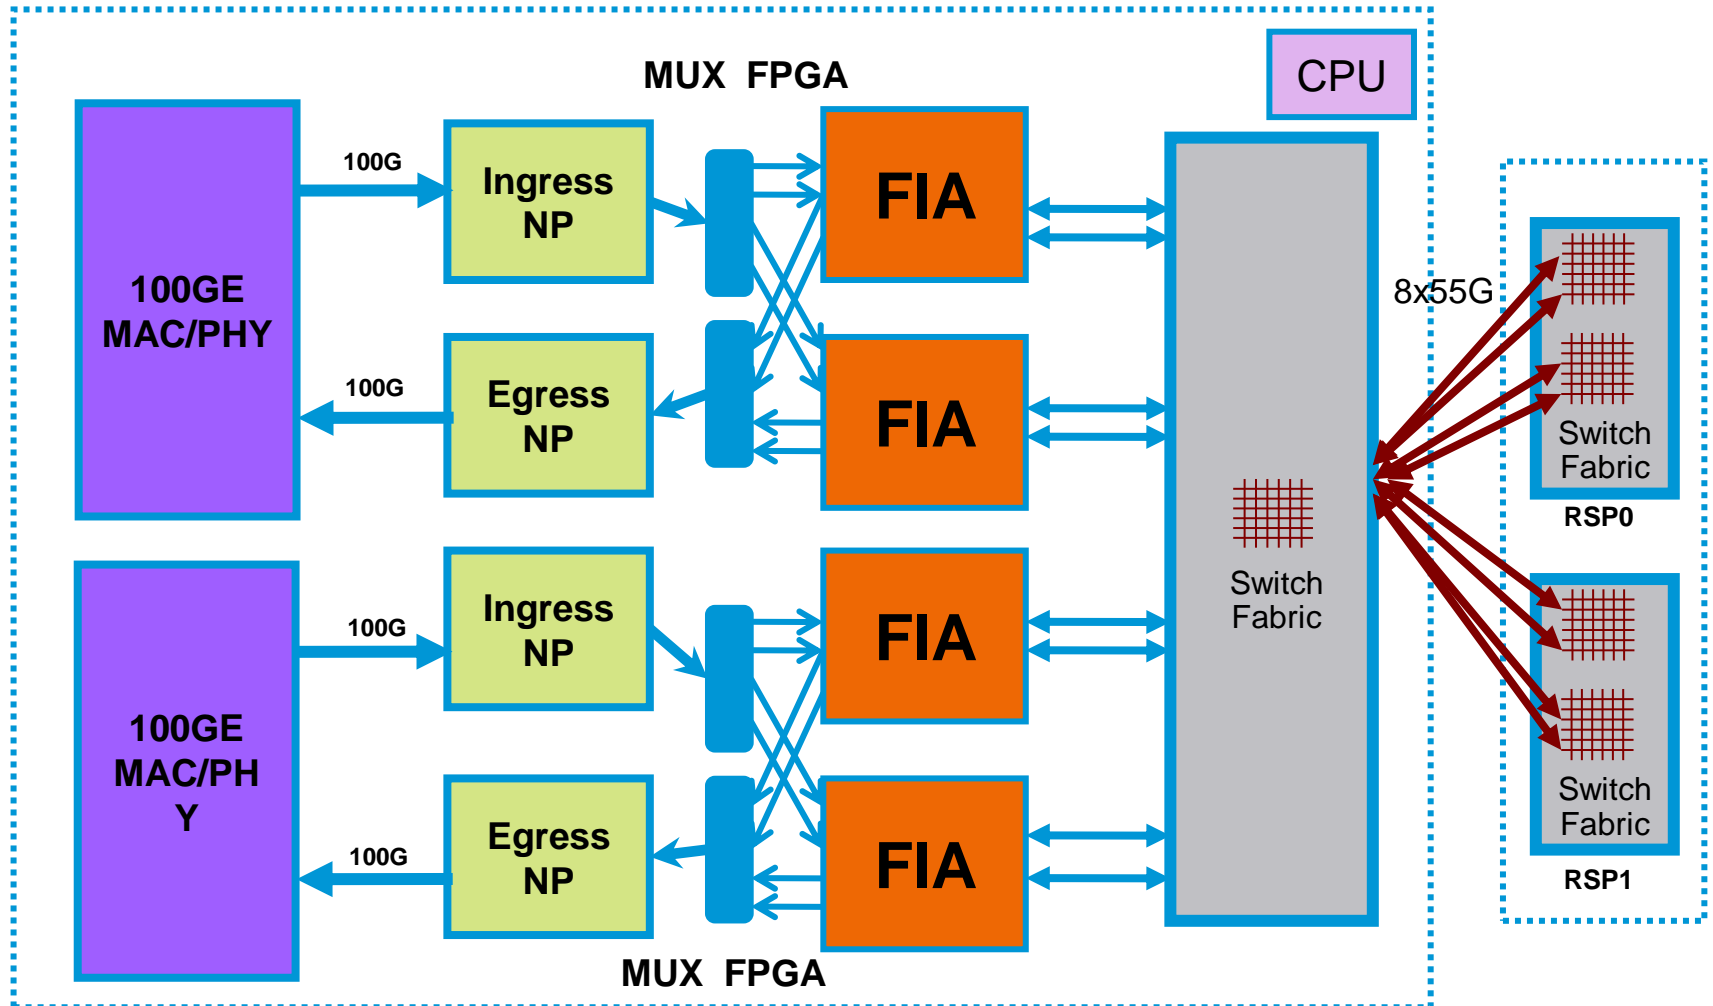 MUX FPGA
CPU
100GE
MAC/PHY
100G
Ingress
NP
FIA
100G
Egress
NP
FIA
8x55G
Switch
Fabric
RSP0
100GE
MAC/PH
Y
100G
Ingress
NP
FIA
Switch
Fabric
100G
Egress
NP
FIA
Switch
Fabric
RSP1
MUX FPGA